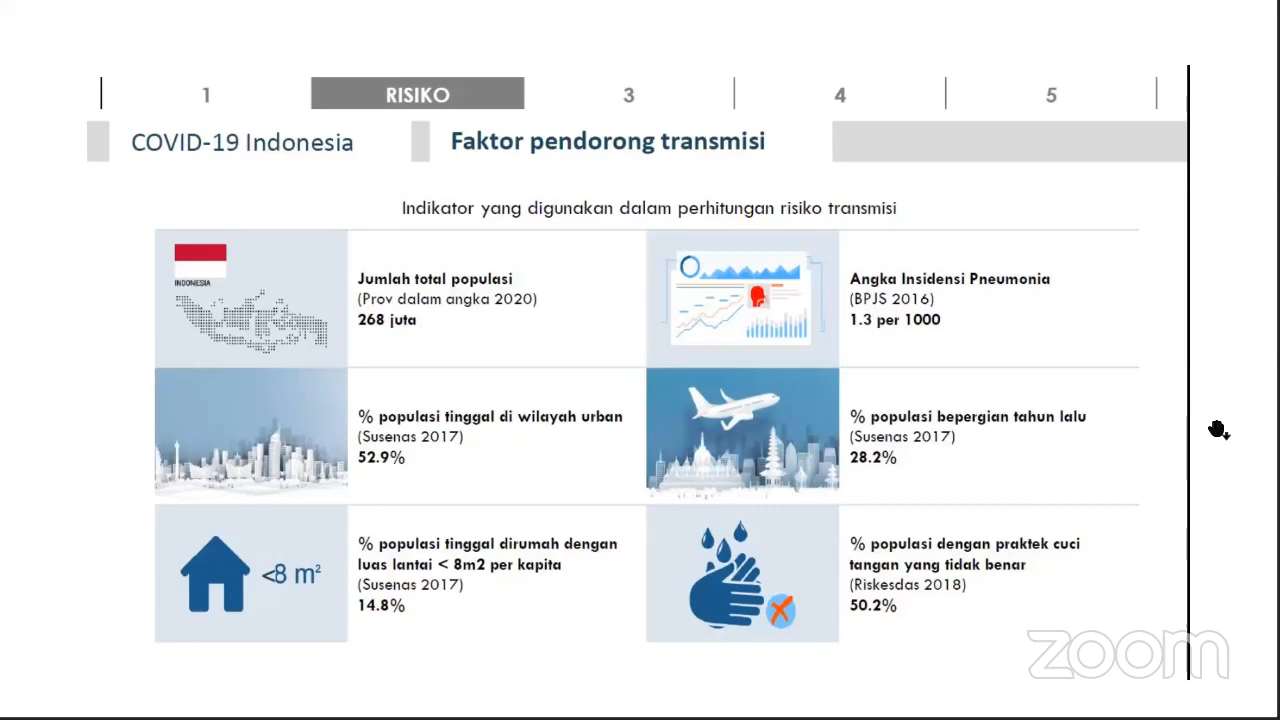 1
RISIKO
3
4
5
COVID-19 Indonesia
Faktor pendorong transmisi
Indikator yang digunakan dalam perhitungan risiko transmisi
INDONESIA
Jumlah total populasi
(Prov dalam angka 2020)
268 juta
Angka Insidensi Pneumonia
(BPJS 2016)
1.3 per 1000
% populasi tinggal di wilayah urban
(Susenas 2017)
52.9%
% populasi bepergian tahun lalu
(Susenas 2017)
28.2%
<8 m²
% populasi tinggal dirumah dengan
luas lantai < 8m2 per kapita
(Susenas 2017)
14.8%
% populasi dengan praktek cuci
tangan yang tidak benar
(Riskesdas 2018)
50.2%
zoom